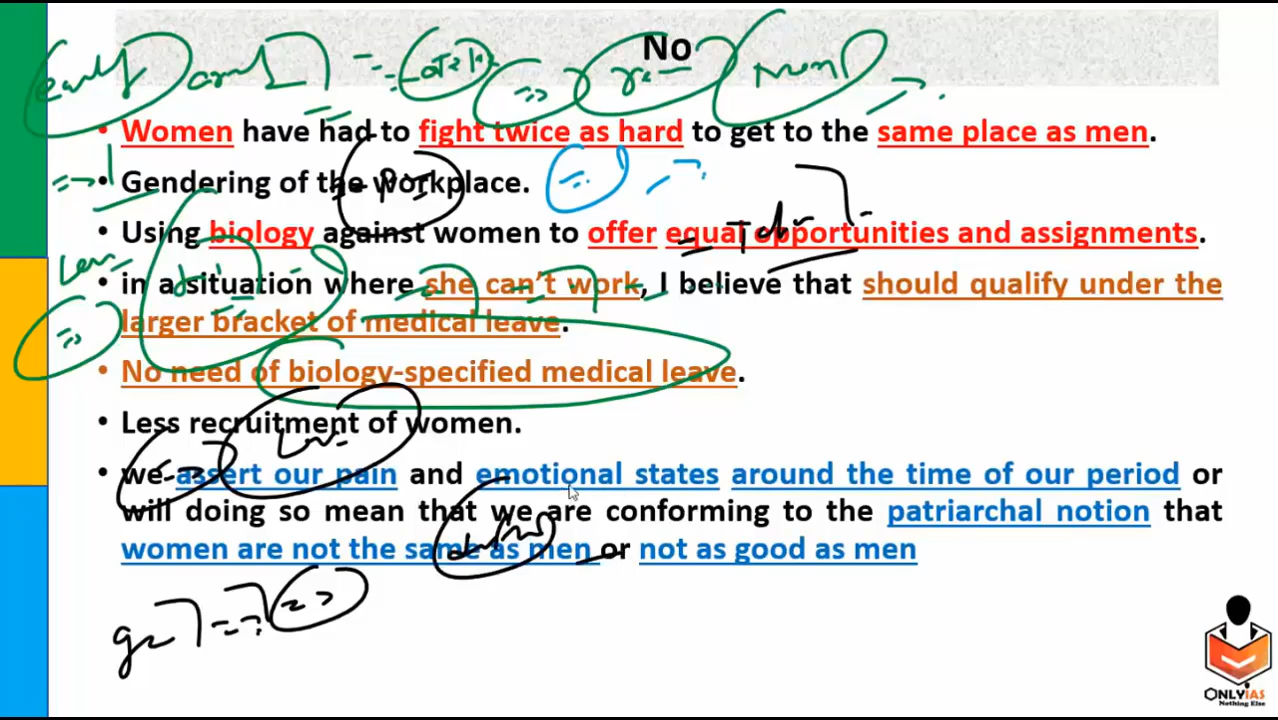 No
• Women have had to fight twice as hard to get to the same place as men.
• Gendering of the workplace.
• Using biology against women to offer equal opportunities and assignments.
• in a situation where she can't work, I believe that should qualify under the
larger bracket of medical leave.
• No need of biology-specified medical leave.
• Less recruitment of women.
• we assert our pain and emotional states around the time of our period or
will doing so mean that we are conforming to the patriarchal notion that
women are not the same as men or not as good as men
ONLYIAS
Nothing Else